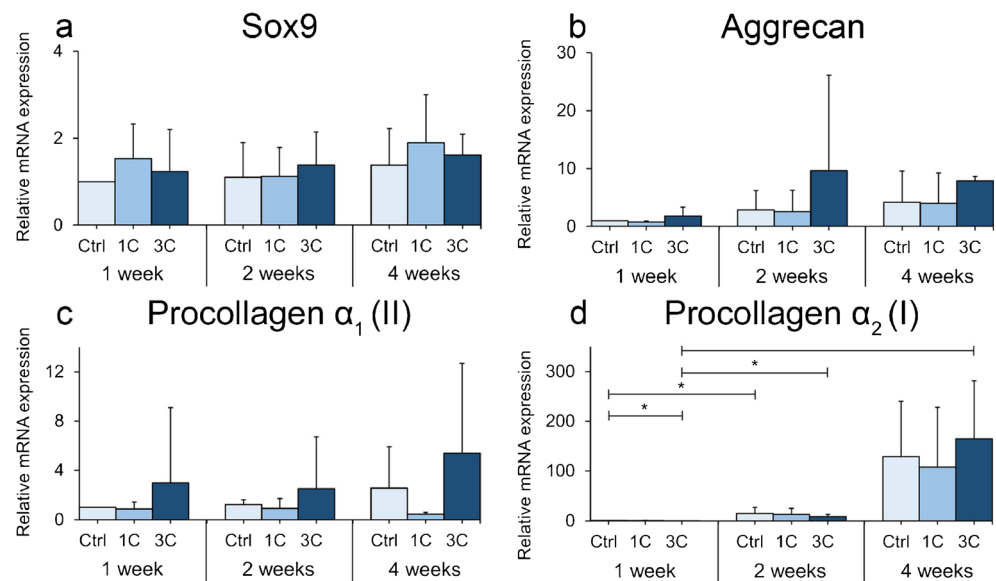 a Sox9
Relative mRNA expression
4
2
0
Ctrl 1C 3C Ctrl 1C 3C Ctrl 1C 3C
1 week 2 weeks 4 weeks
b Aggrecan
Relative mRNA expression
30
20
10
0
Ctrl 1C 3C Ctrl 1C 3C Ctrl 1C 3C
1 week 2 weeks 4 weeks
c Procollagen α₁ (II)
Relative mRNA expression
12
8
4
0
Ctrl 1C 3C Ctrl 1C 3C Ctrl 1C 3C
1 week 2 weeks 4 weeks
d Procollagen α₂ (I)
Relative mRNA expression
300
200
100
0
*
*
*
Ctrl 1C 3C Ctrl 1C 3C Ctrl 1C 3C
1 week 2 weeks 4 weeks